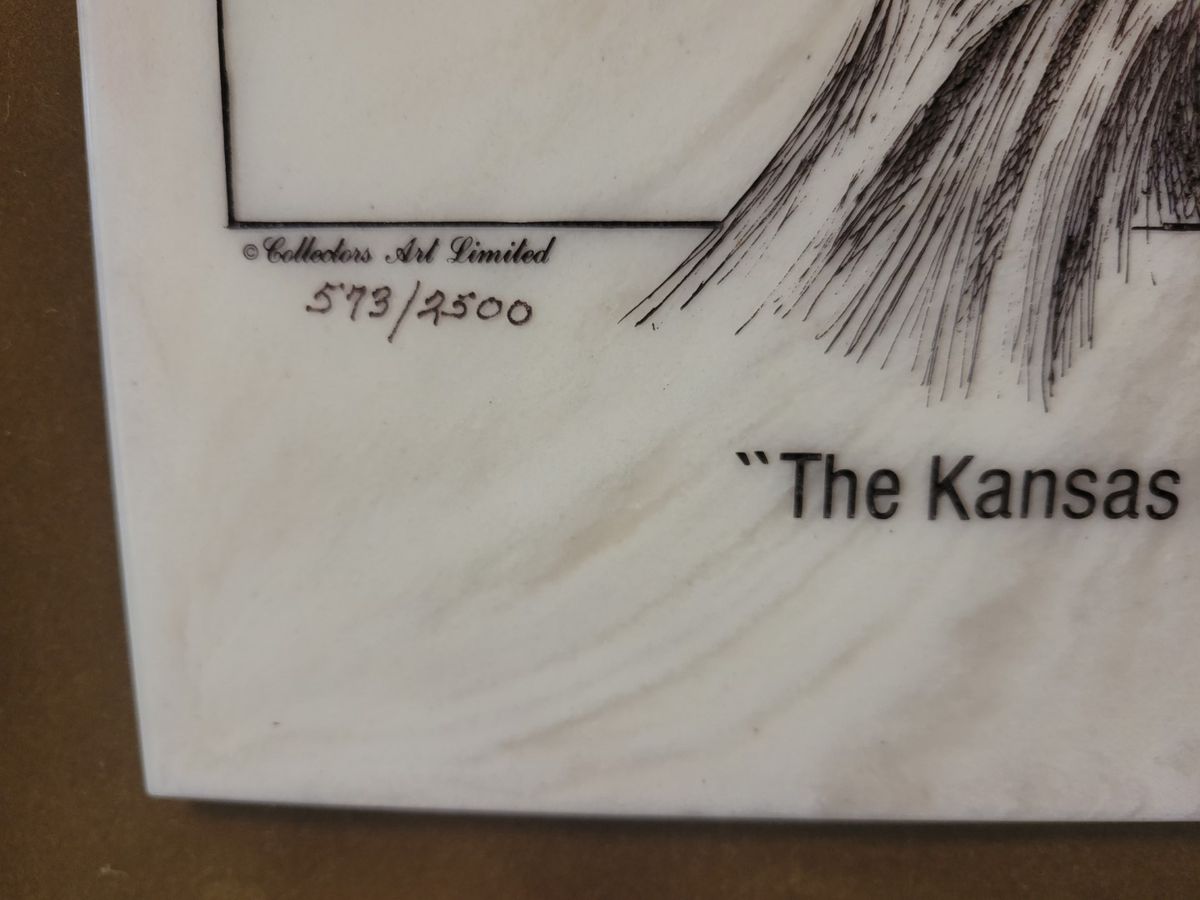 © Collectors Art Limited
573/2500
"The Kansas